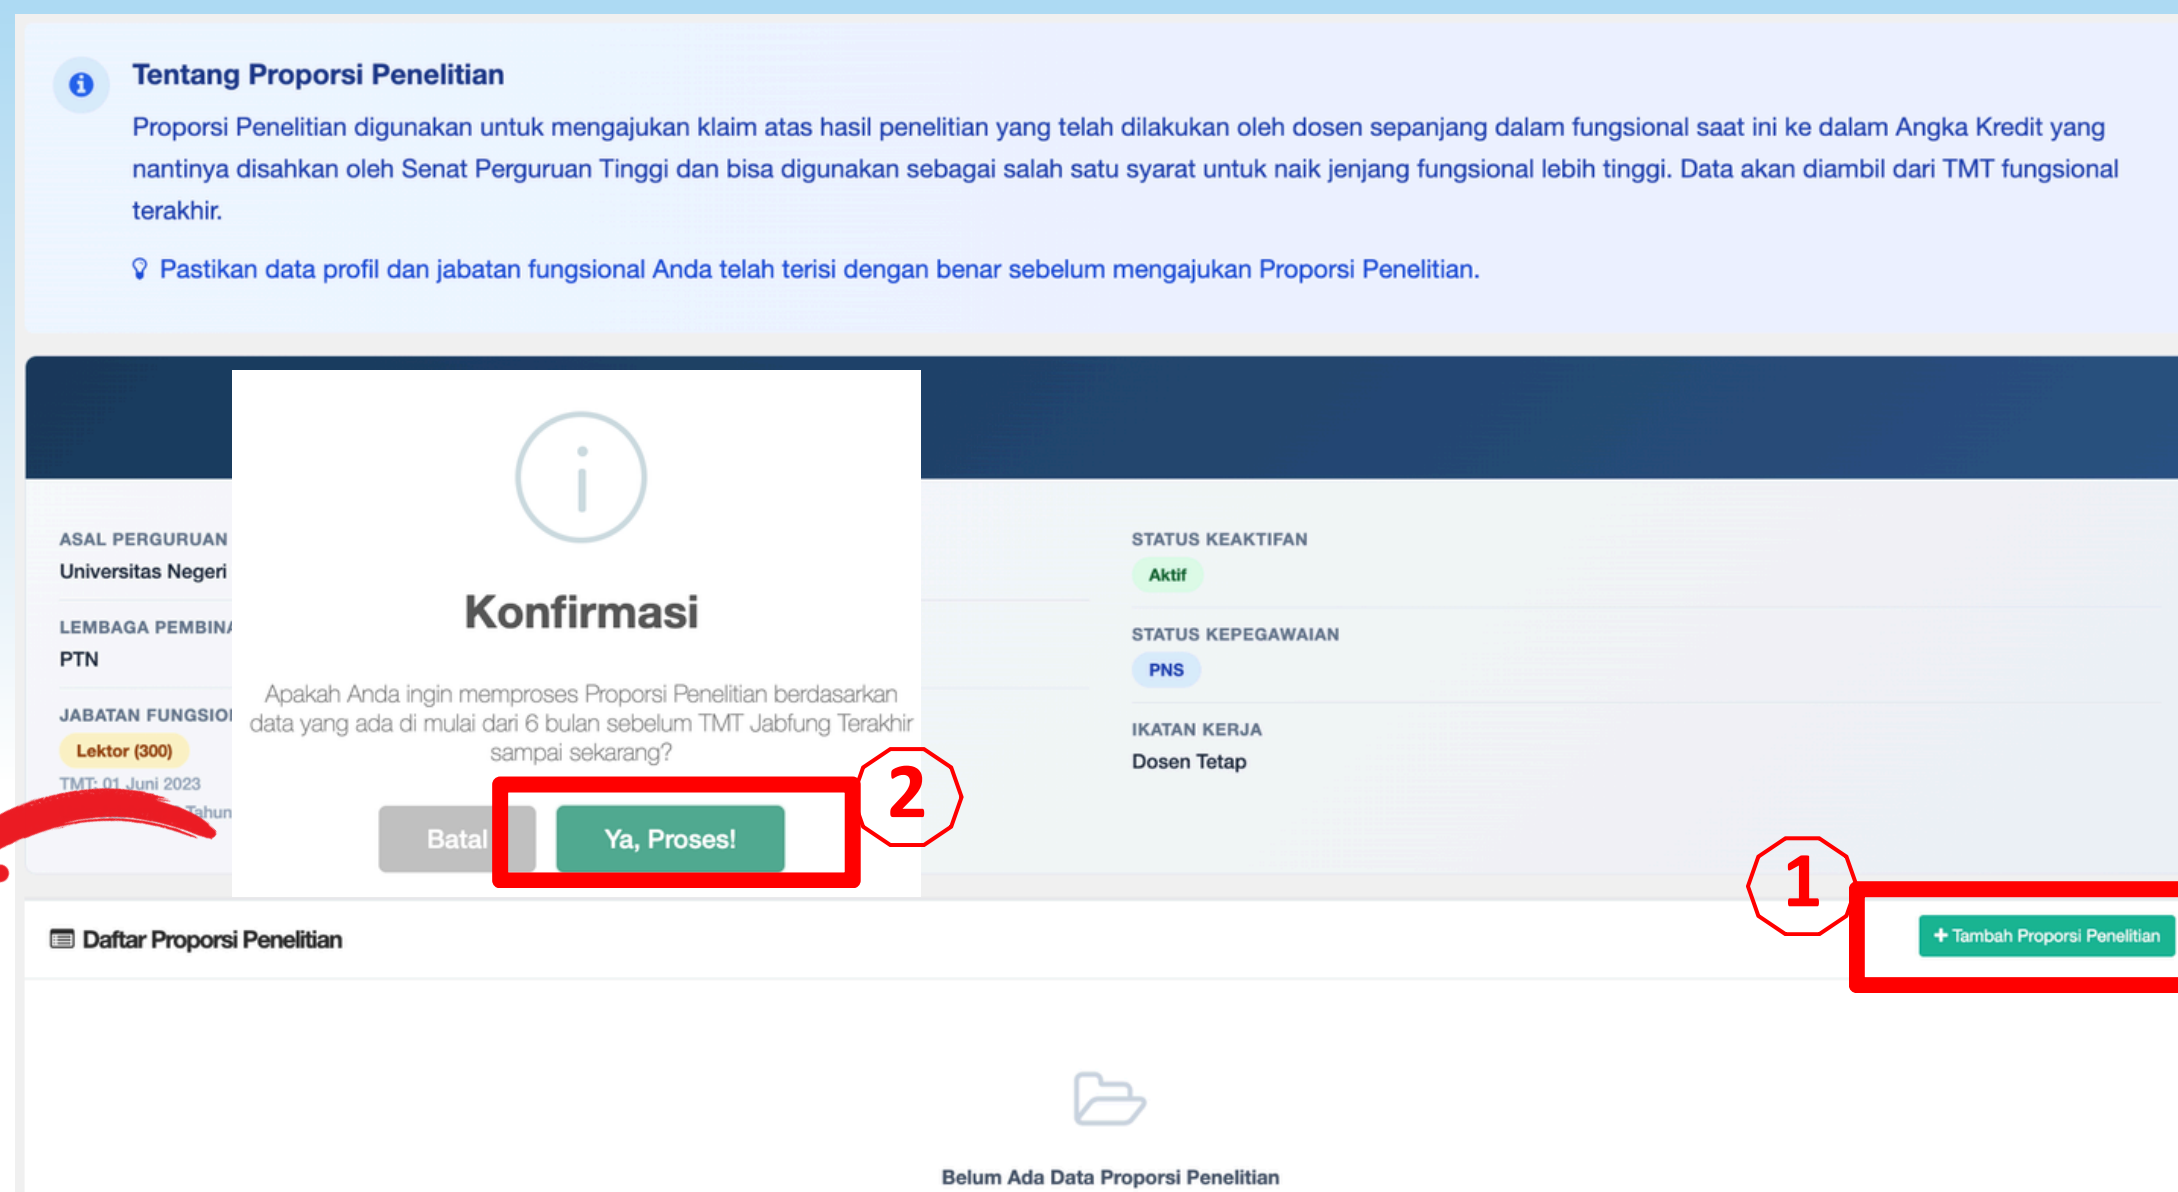 Tentang Proporsi Penelitian
Proporsi Penelitian digunakan untuk mengajukan klaim atas hasil penelitian yang telah dilakukan oleh dosen sepanjang dalam fungsional saat ini ke dalam Angka Kredit yang
nantinya disahkan oleh Senat Perguruan Tinggi dan bisa digunakan sebagai salah satu syarat untuk naik jenjang fungsional lebih tinggi. Data akan diambil dari TMT fungsional
terakhir.
Pastikan data profil dan jabatan fungsional Anda telah terisi dengan benar sebelum mengajukan Proporsi Penelitian.
ASAL PERGURUAN
Universitas Negeri
LEMBAGA PEMBINA
PTN
JABATAN FUNGSIO
Lektor (300)
TMT: 01 Juni 2023
Tahun
Konfirmasi
Apakah Anda ingin memproses Proporsi Penelitian berdasarkan
data yang ada di mulai dari 6 bulan sebelum TMT Jabfung Terakhir
sampai sekarang?
Batal
Ya, Proses!
2
STATUS KEAKTIFAN
Aktif
STATUS KEPEGAWAIAN
PNS
IKATAN KERJA
Dosen Tetap
1
Daftar Proporsi Penelitian
+ Tambah Proporsi Penelitian
Belum Ada Data Proporsi Penelitian